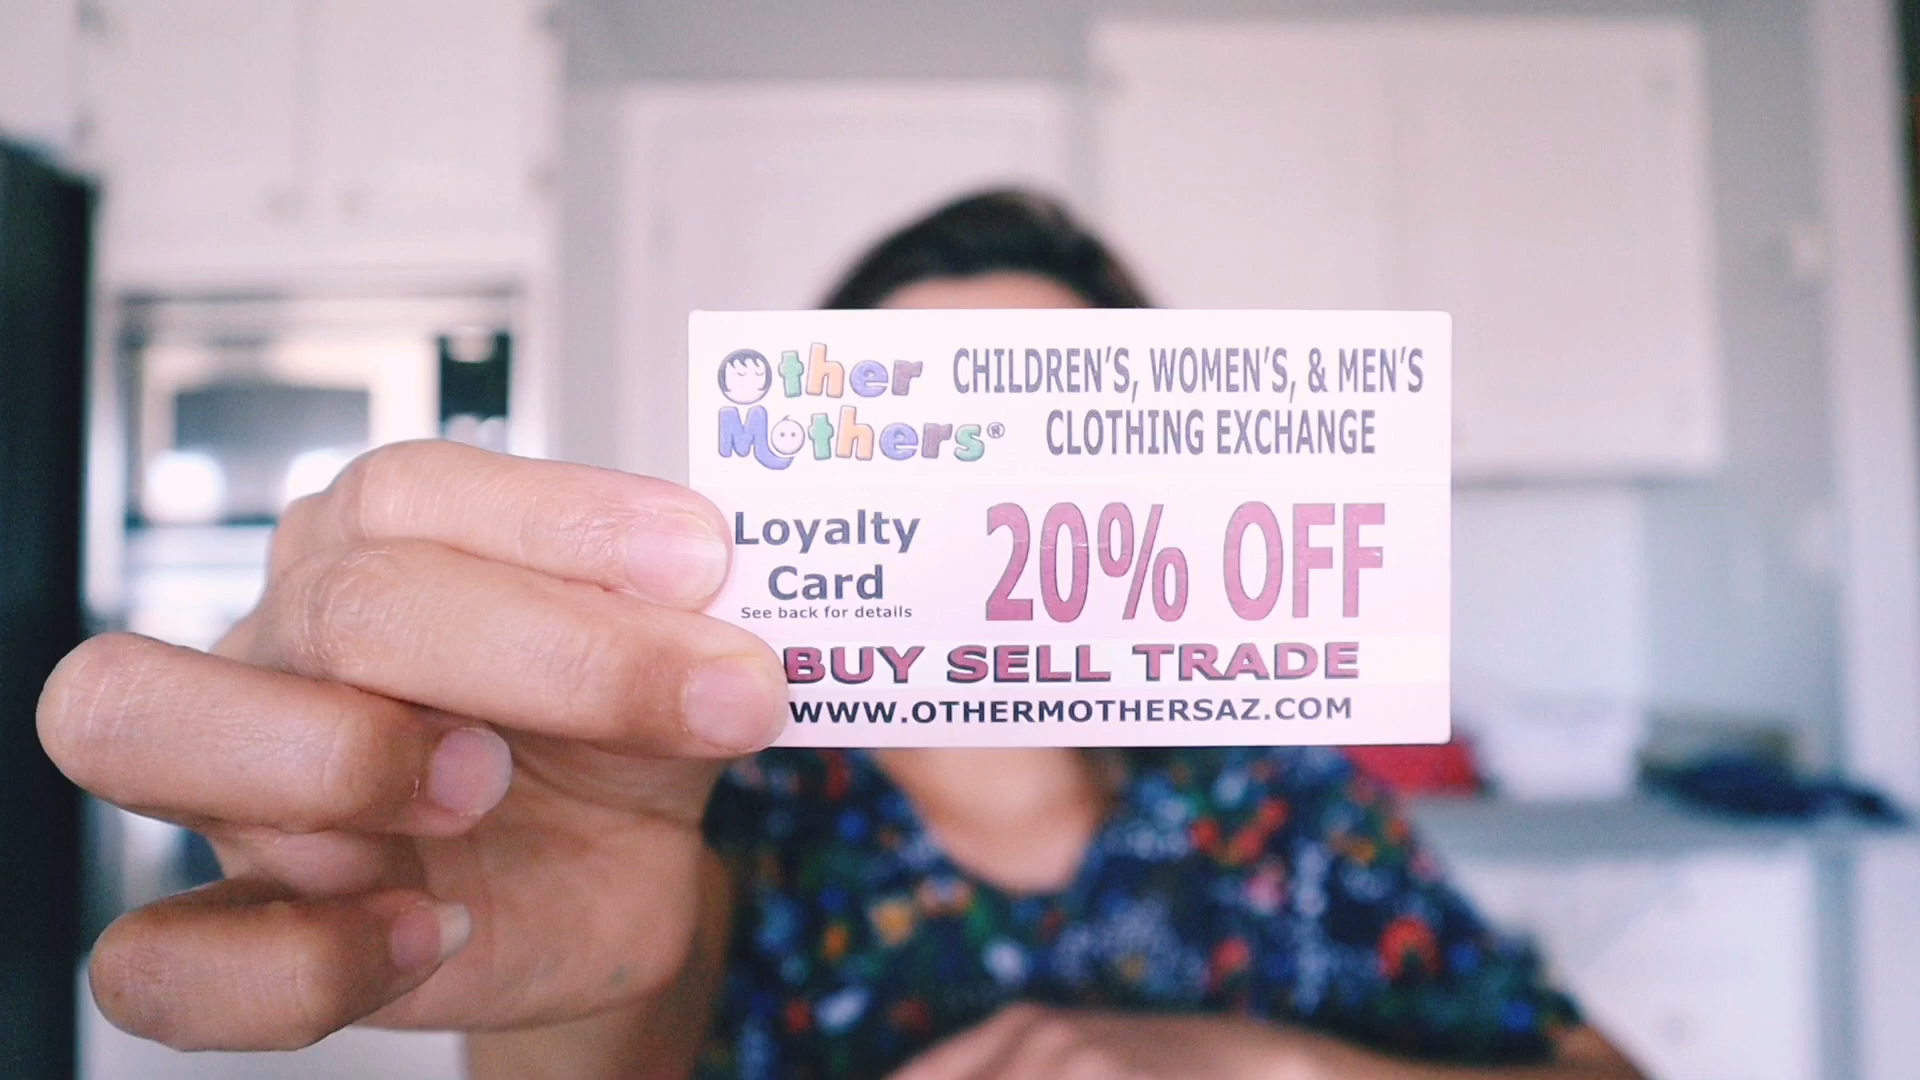 Other
Mothers®
CHILDREN'S, WOMEN'S, & MEN'S
CLOTHING EXCHANGE
Loyalty
Card
See back for details
20% OFF
BUY SELL TRADE
WWW.OTHERMOTHERSAZ.COM